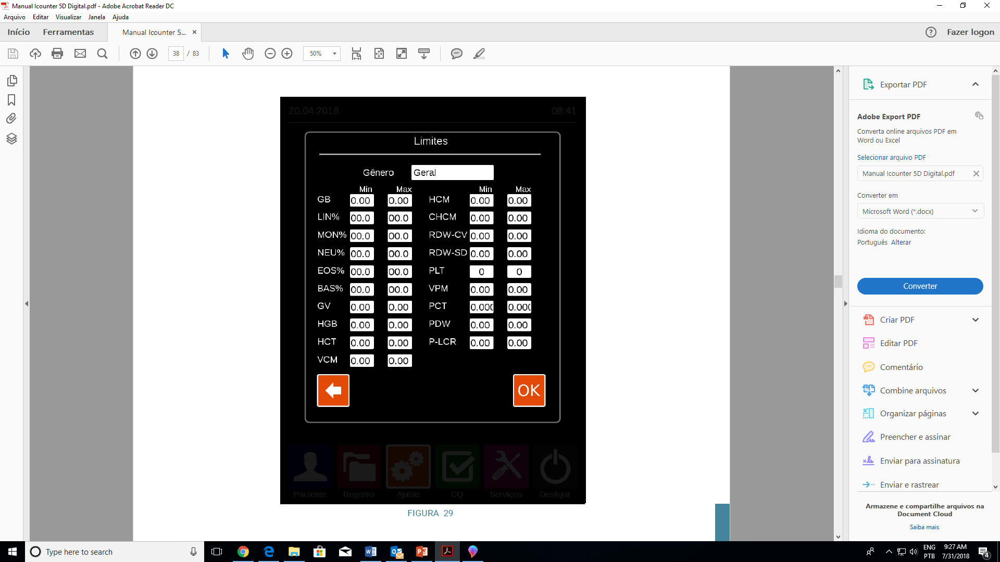 Manual Icounter 5D Digital.pdf - Adobe Acrobat Reader DC
Arquivo Editar Visualizar Janela Ajuda
Início Ferramentas Manual Icounter 5... × Fazer logon
38 / 83 50%
20.04.2018 08:41
Limites
Gênero Geral
Min Max Min Max
GB 0.00 0.00 HCM 0.00 0.00
LIN% 00.0 00.0 CHCM 0.00 0.00
MON% 00.0 00.0 RDW-CV 0.00 0.00
NEU% 00.0 00.0 RDW-SD 0.00 0.00
EOS% 00.0 00.0 PLT 0 0
BAS% 00.0 00.0 VPM 0.00 0.00
GV 0.00 0.00 PCT 0.000 0.000
HGB 0.00 0.00 PDW 0.00 0.00
HCT 0.00 0.00 P-LCR 0.00 0.00
VCM 0.00 0.00
OK
Paciente Registro Ajuste CQ Serviços Desligar
FIGURA 29
Exportar PDF
Adobe Export PDF
Converta online arquivos PDF em
Word ou Excel
Selecionar arquivo PDF
Manual Icounter 5D Digital.pdf
Converter em
Microsoft Word (*.docx)
Idioma do documento:
Português Alterar
Converter
Criar PDF
Editar PDF
Comentário
Combine arquivos
Organizar páginas
Preencher e assinar
Enviar para assinatura
Enviar e rastrear
Armazene e compartilhe arquivos na
Document Cloud
Saiba mais
Type here to search
ENG 9:27 AM
PTB 7/31/2018 4